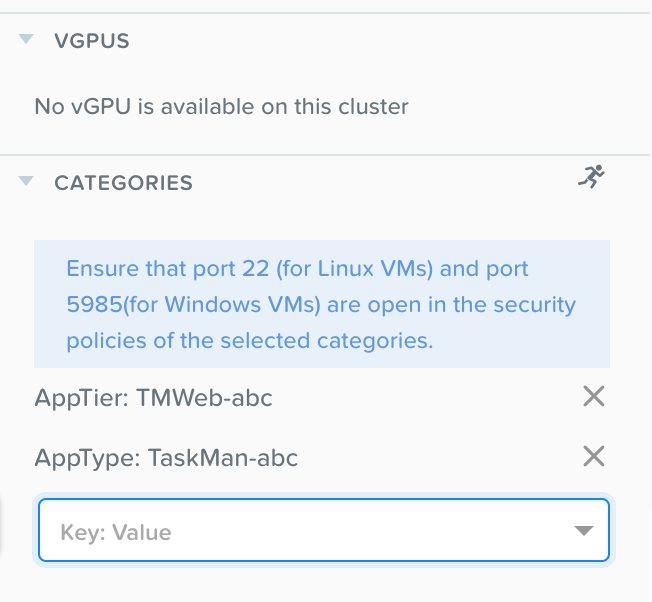 VGPUS
No vGPU is available on this cluster
CATEGORIES
Ensure that port 22 (for Linux VMs) and port
5985(for Windows VMs) are open in the security
policies of the selected categories.
AppTier: TMWeb-abc
AppType: TaskMan-abc
Key: Value